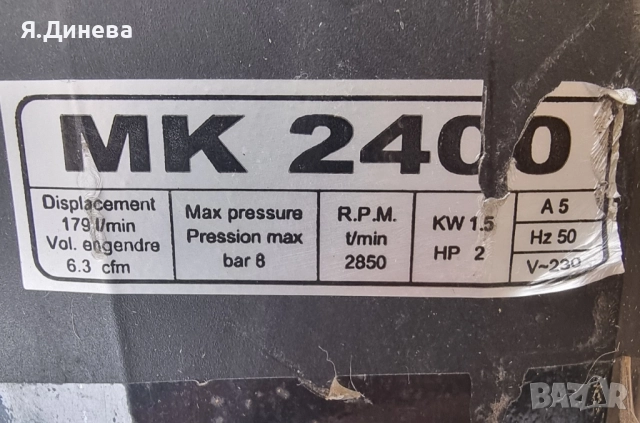 Я.Динева
MK 2400
Displacement
179 l/min
Vol. engendre
6.3 cfm
Max pressure
Pression max
bar 8
R.P.M.
t/min
2850
KW 1.5
HP 2
A 5
Hz 50
V~230
BAZAR